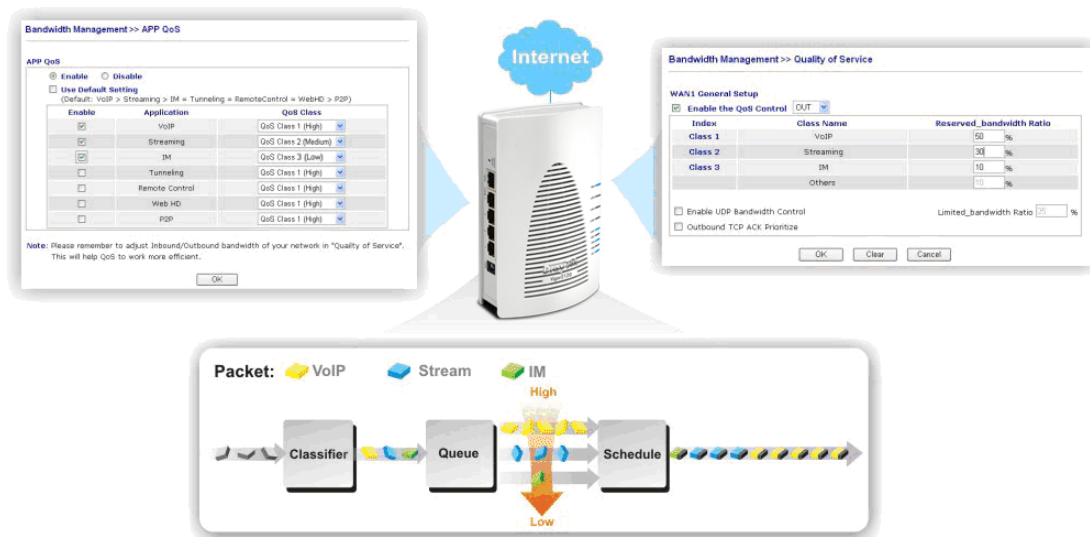 Bandwidth Management >> APP QoS
APP QoS
Enable Disable
Use Default Setting
(Default: VoIP > Streaming > IM = Tunneling = RemoteControl = WebHD > P2P)
Enable Application QoS Class
VoIP QoS Class 1 (High)
Streaming QoS Class 2 (Medium)
IM QoS Class 3 (Low)
Tunneling QoS Class 1 (High)
Remote Control QoS Class 1 (High)
Web HD QoS Class 1 (High)
P2P QoS Class 1 (High)
Note: Please remember to adjust Inbound/Outbound bandwidth of your network in "Quality of Service".
This will help QoS to work more efficient.
OK
Internet
Bandwidth Management >> Quality of Service
WAN1 General Setup
Enable the QoS Control OUT
Index Class Name Reserved_bandwidth Ratio
Class 1 VoIP 50 %
Class 2 Streaming 30 %
Class 3 IM 10 %
Others 10 %
Enable UDP Bandwidth Control Limited_bandwidth Ratio 25 %
Outbound TCP ACK Prioritize
OK Clear Cancel
Packet: VoIP Stream IM
High
Classifier Queue Schedule
Low